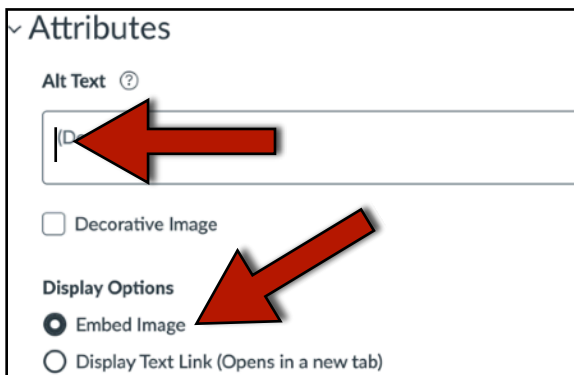 Attributes
Alt Text ?
Decorative Image
Display Options
Embed Image
Display Text Link (Opens in a new tab)